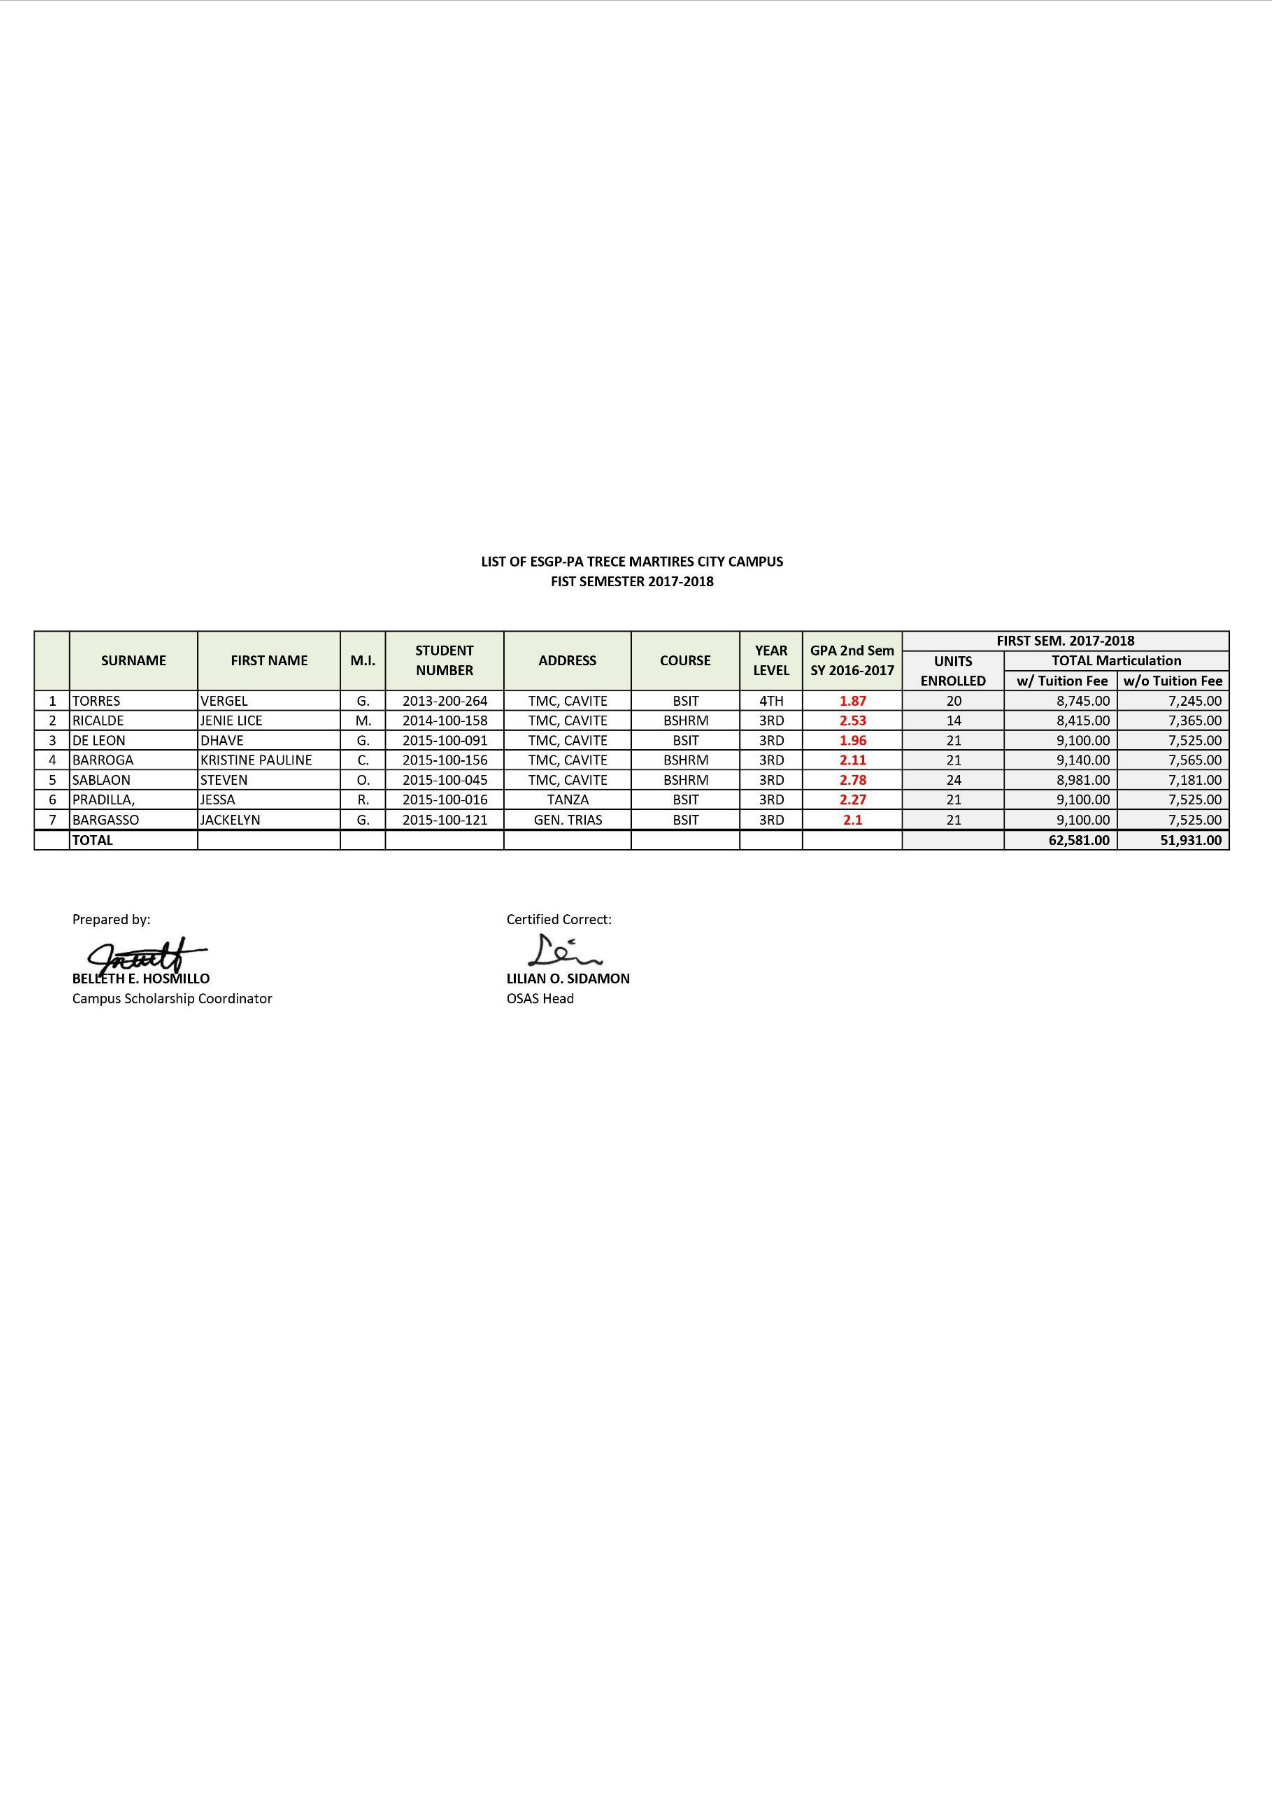 LIST OF ESGP-PA TRECE MARTIRES CITY CAMPUS
FIST SEMESTER 2017-2018
SURNAME FIRST NAME M.I. STUDENT NUMBER ADDRESS COURSE YEAR LEVEL GPA 2nd Sem SY 2016-2017 FIRST SEM. 2017-2018
UNITS ENROLLED TOTAL Marticulation
w/ Tuition Fee w/o Tuition Fee
1 TORRES VERGEL G. 2013-200-264 TMC, CAVITE BSIT 4TH 1.87 20 8,745.00 7,245.00
2 RICALDE JENIE LICE M. 2014-100-158 TMC, CAVITE BSHRM 3RD 2.53 14 8,415.00 7,365.00
3 DE LEON DHAVE G. 2015-100-091 TMC, CAVITE BSIT 3RD 1.96 21 9,100.00 7,525.00
4 BARROGA KRISTINE PAULINE C. 2015-100-156 TMC, CAVITE BSHRM 3RD 2.11 21 9,140.00 7,565.00
5 SABLAON STEVEN O. 2015-100-045 TMC, CAVITE BSHRM 3RD 2.78 24 8,981.00 7,181.00
6 PRADILLA, JESSA R. 2015-100-016 TANZA BSIT 3RD 2.27 21 9,100.00 7,525.00
7 BARGASSO JACKELYN G. 2015-100-121 GEN. TRIAS BSIT 3RD 2.1 21 9,100.00 7,525.00
TOTAL 62,581.00 51,931.00
Prepared by: Certified Correct:
BELLETH E. HOSMILLO LILIAN O. SIDAMON
Campus Scholarship Coordinator OSAS Head